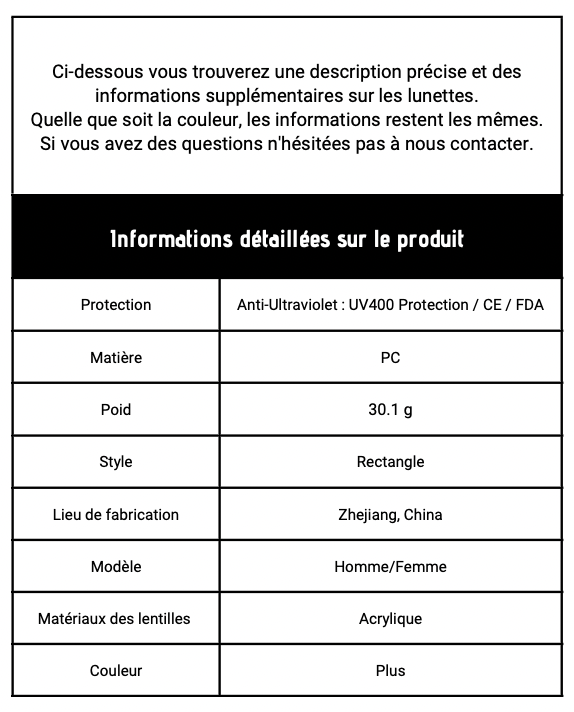 Ci-dessous vous trouverez une description précise et des
informations supplémentaires sur les lunettes.
Quelle que soit la couleur, les informations restent les mêmes.
Si vous avez des questions n'hésitées pas à nous contacter.
Informations détaillées sur le produit
Protection Anti-Ultraviolet : UV400 Protection / CE / FDA
Matière PC
Poid 30.1 g
Style Rectangle
Lieu de fabrication Zhejiang, China
Modèle Homme/Femme
Matériaux des lentilles Acrylique
Couleur Plus